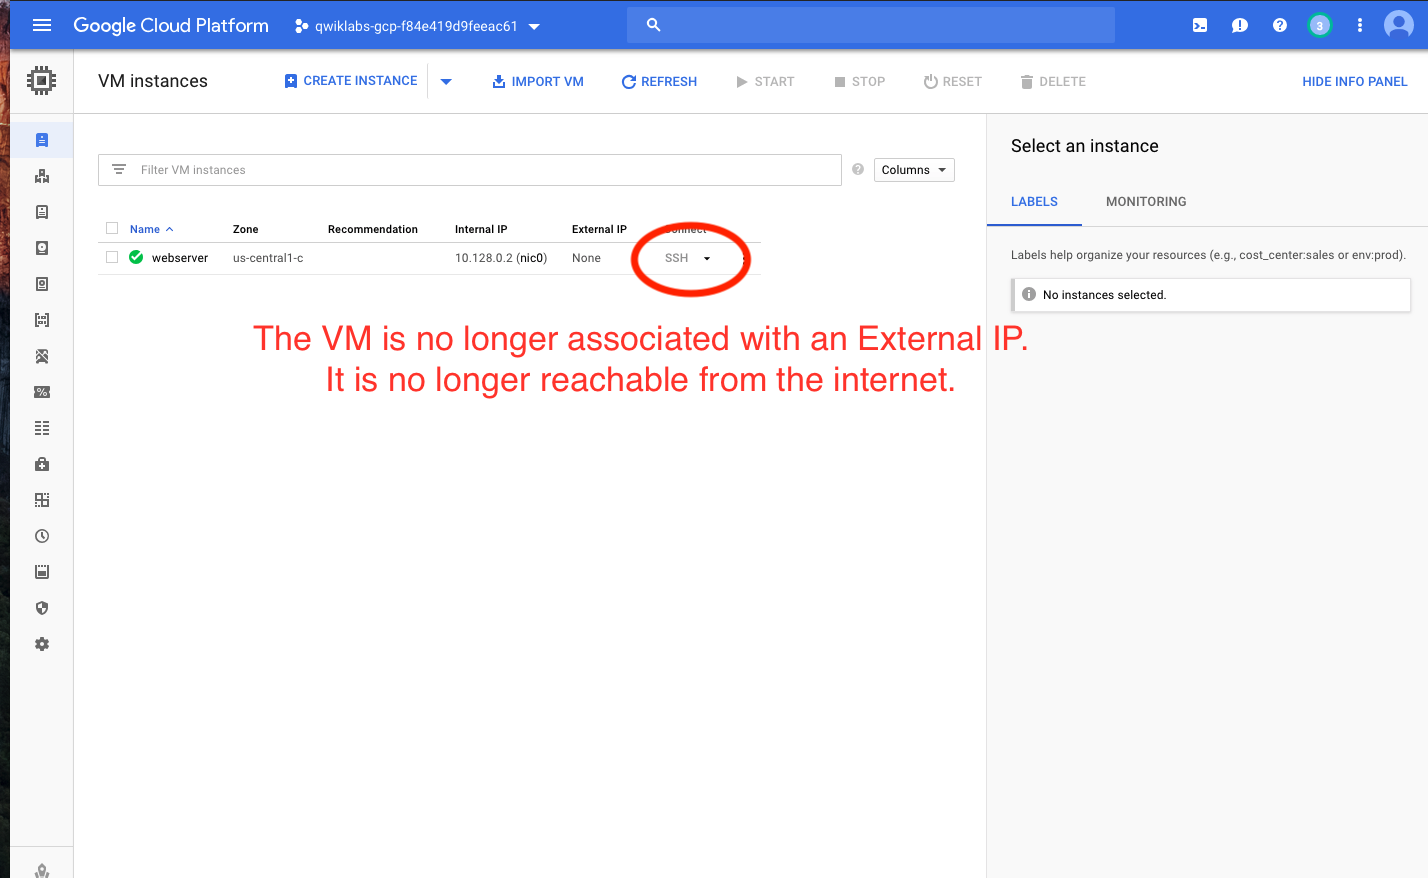 Google Cloud Platform
qwiklabs-gcp-f84e419d9feeac61
3
VM instances
CREATE INSTANCE
IMPORT VM
REFRESH
START
STOP
RESET
DELETE
HIDE INFO PANEL
Filter VM instances
Columns
Select an instance
LABELS
MONITORING
Labels help organize your resources (e.g., cost_center:sales or env:prod).
No instances selected.
Name Zone Recommendation Internal IP External IP Connect
webserver us-central1-c 10.128.0.2 (nic0) None SSH
The VM is no longer associated with an External IP.
It is no longer reachable from the internet.